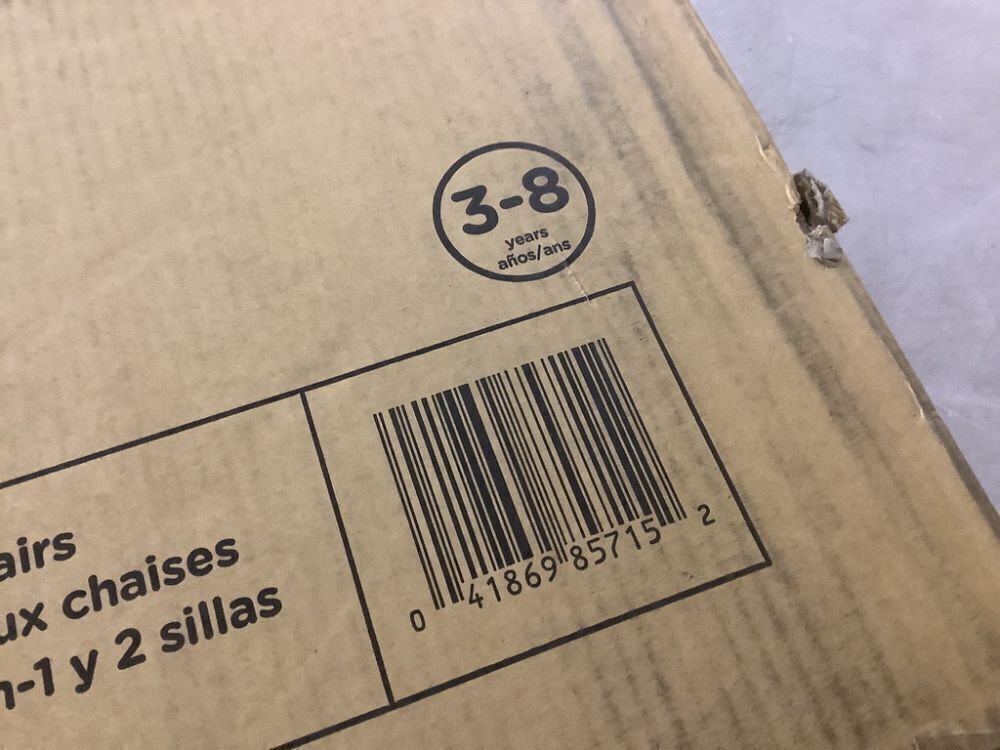 3-8
years
años/ans
airs
ux chaises
n-1 y 2 sillas
0 41869 85715 2